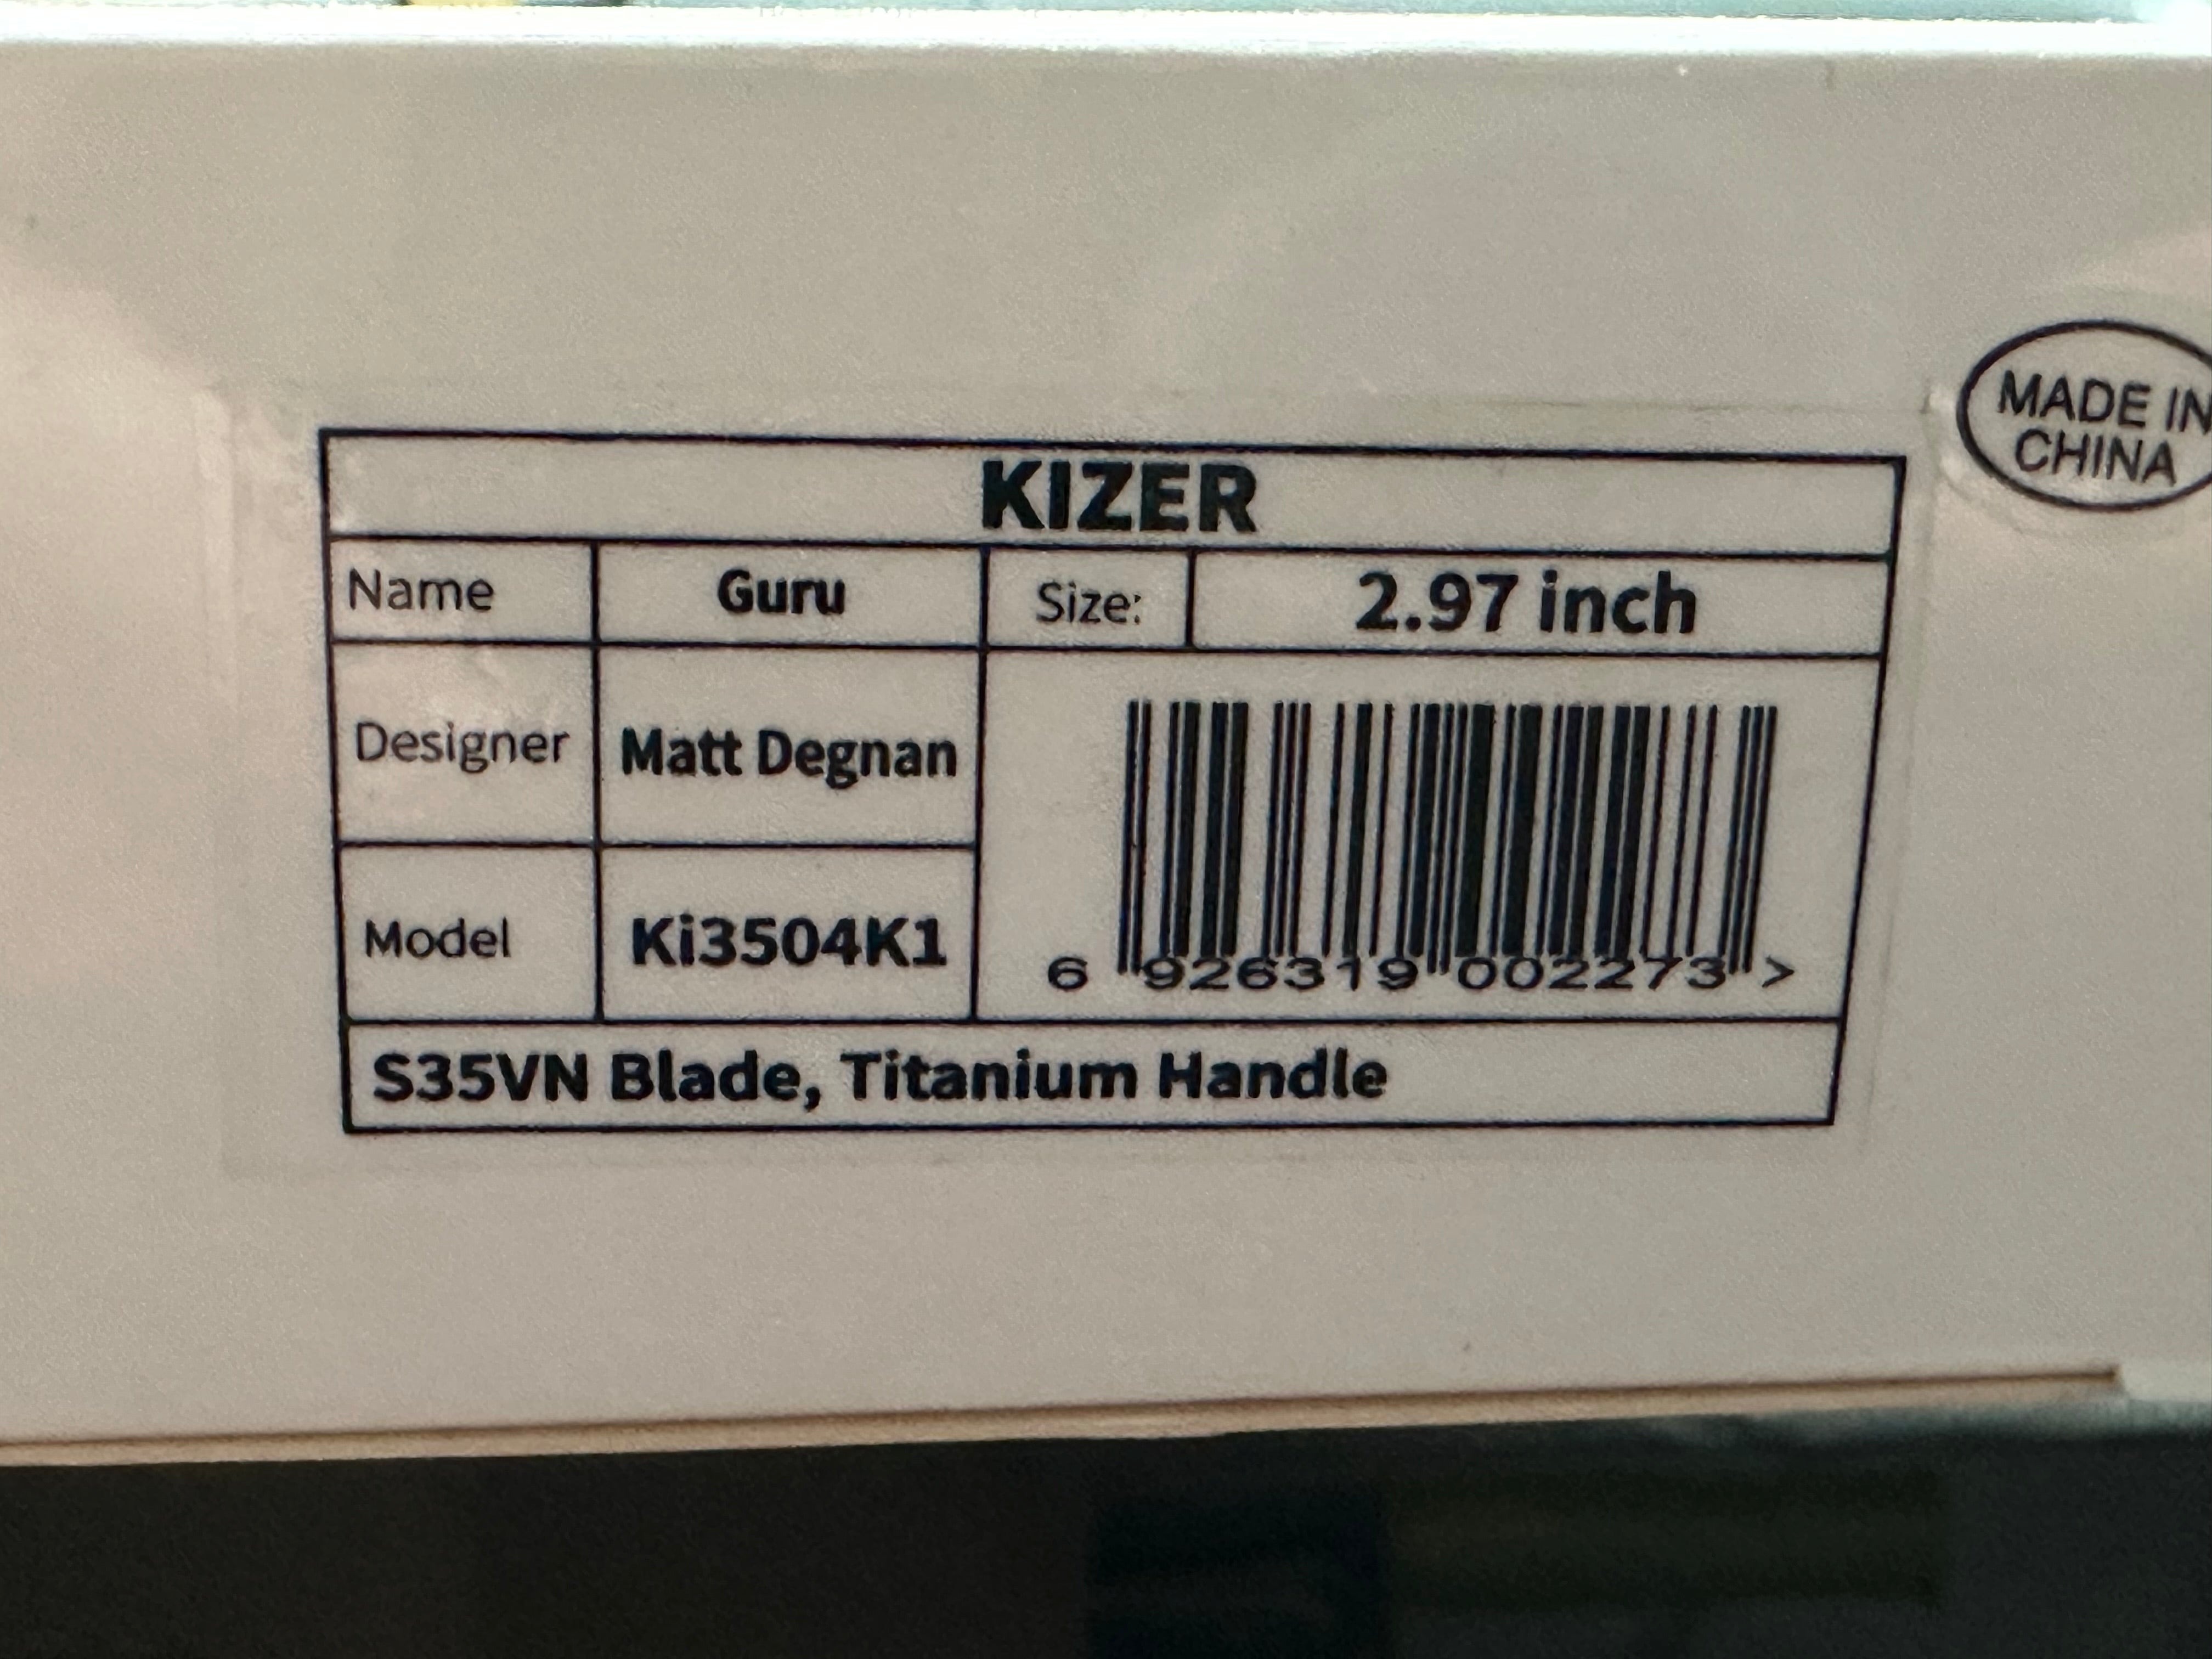 MADE IN
CHINA
KIZER
Name Guru Size: 2.97 inch
Designer Matt Degnan
Model Ki3504K1
6 926319 002273 >
S35VN Blade, Titanium Handle